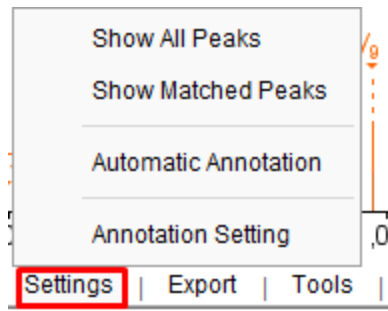 Show All Peaks
Show Matched Peaks
Automatic Annotation
Annotation Setting
Settings | Export | Tools |